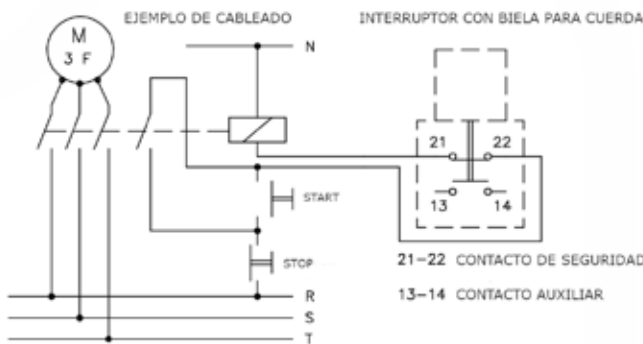 EJEMPLO DE CABLEADO
INTERRUPTOR CON BIELA PARA CUERDA
M
3 F
N
21 22
13 14
START
STOP
21-22 CONTACTO DE SEGURIDAD
13-14 CONTACTO AUXILIAR
R
S
T